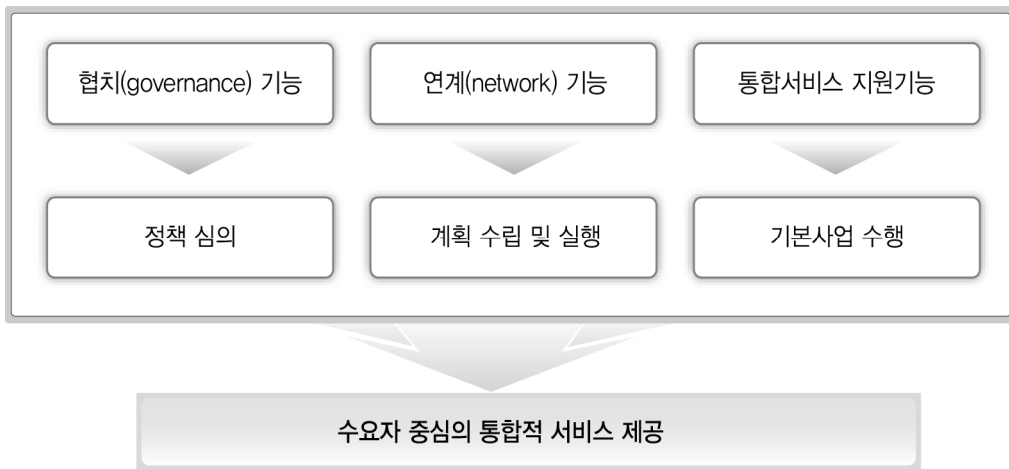 협치(governance) 기능
연계(network) 기능
통합서비스 지원기능
정책 심의
계획 수립 및 실행
기본사업 수행
수요자 중심의 통합적 서비스 제공